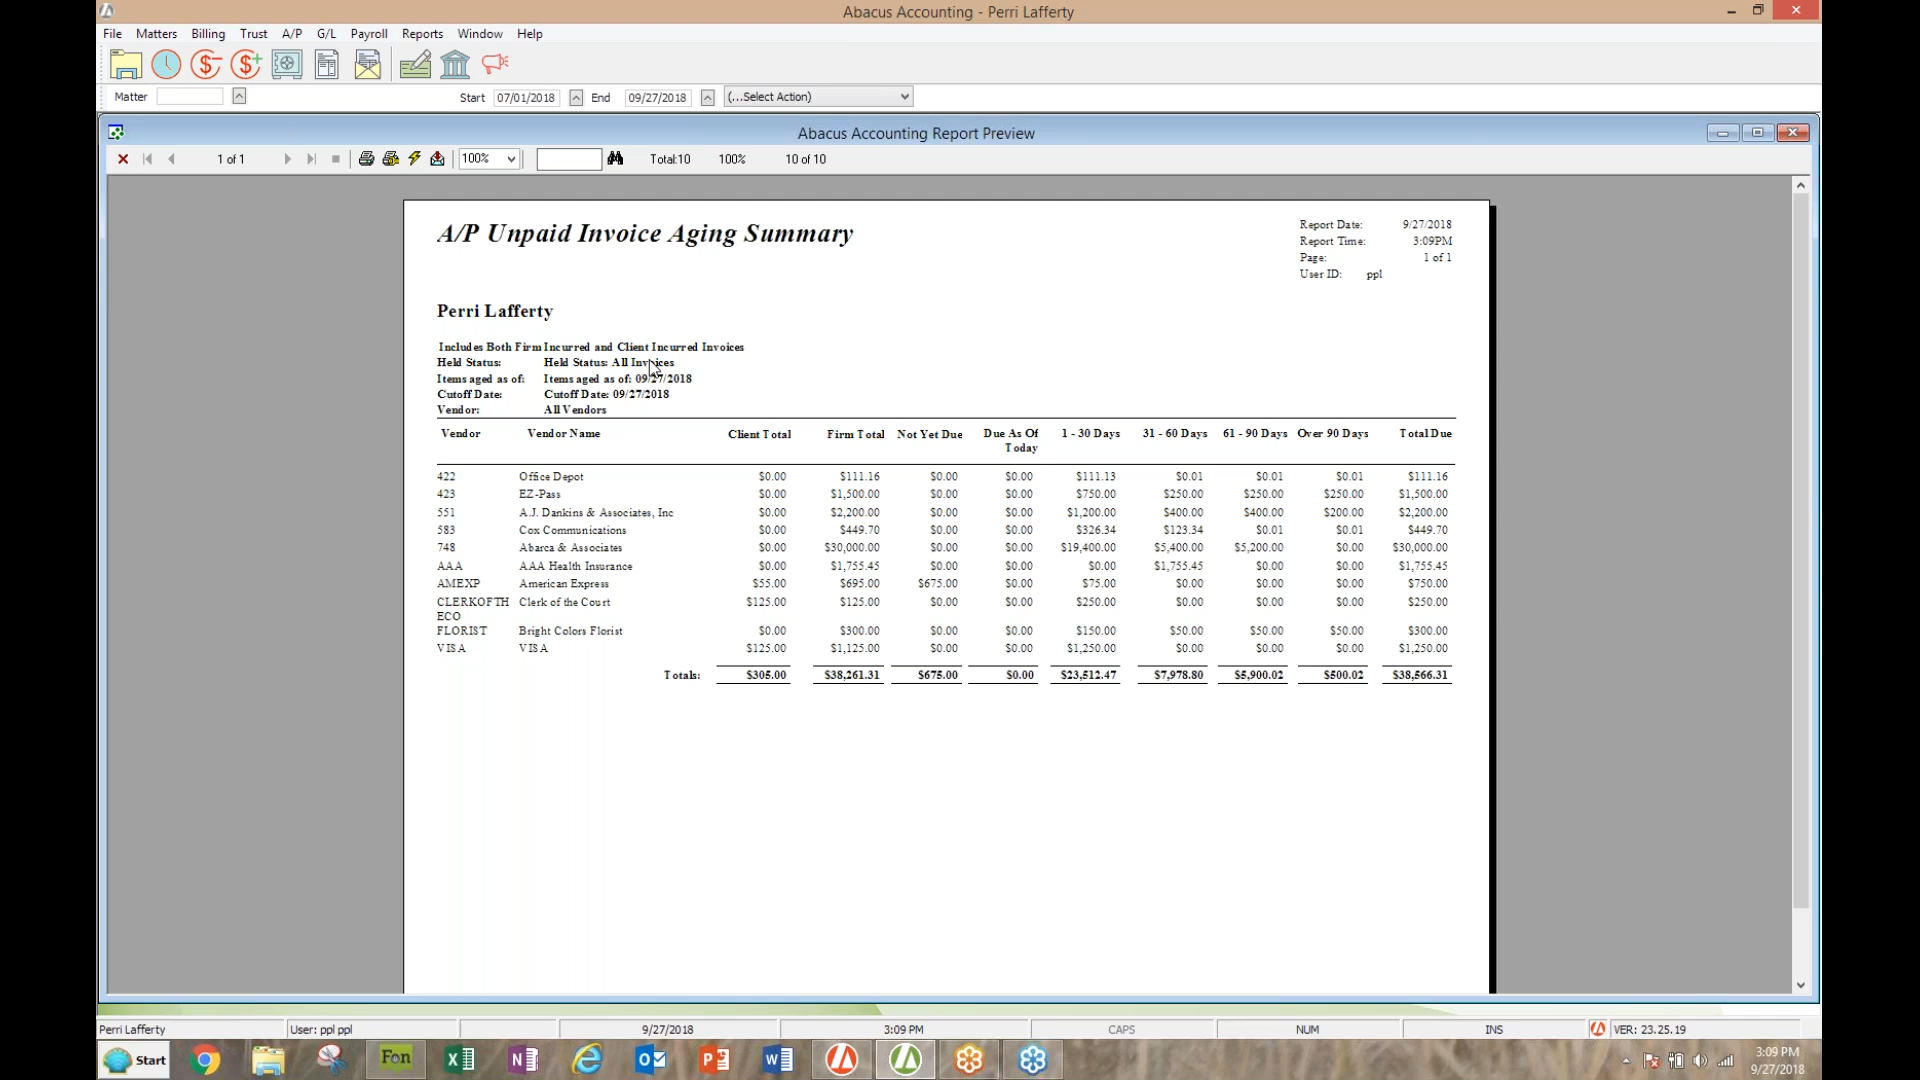 Abacus Accounting - Perri Lafferty
File Matters Billing Trust A/P G/L Payroll Reports Window Help
Matter Start 07/01/2018 End 09/27/2018 (...Select Action)
Abacus Accounting Report Preview
1 of 1 100% Total:10 100% 10 of 10
A/P Unpaid Invoice Aging Summary
Report Date: 9/27/2018
Report Time: 3:09PM
Page: 1 of 1
User ID: ppl
Perri Lafferty
Includes Both Firm Incurred and Client Incurred Invoices
Held Status: Held Status: All Invoices
Items aged as of: Items aged as of: 09/27/2018
Cutoff Date: Cutoff Date: 09/27/2018
Vendor: All Vendors
Vendor Vendor Name Client Total Firm Total Not Yet Due Due As Of Today 1 - 30 Days 31 - 60 Days 61 - 90 Days Over 90 Days Total Due
422 Office Depot $0.00 $111.16 $0.00 $0.00 $111.13 $0.01 $0.01 $0.01 $111.16
423 EZ-Pass $0.00 $1,500.00 $0.00 $0.00 $750.00 $250.00 $250.00 $250.00 $1,500.00
551 A.J. Dankins & Associates, Inc $0.00 $2,200.00 $0.00 $0.00 $1,200.00 $400.00 $400.00 $200.00 $2,200.00
583 Cox Communications $0.00 $449.70 $0.00 $0.00 $326.34 $123.34 $0.01 $0.01 $449.70
748 Abarca & Associates $0.00 $30,000.00 $0.00 $0.00 $19,400.00 $5,400.00 $5,200.00 $0.00 $30,000.00
AAA AAA Health Insurance $0.00 $1,755.45 $0.00 $0.00 $0.00 $1,755.45 $0.00 $0.00 $1,755.45
AMEXP American Express $55.00 $695.00 $675.00 $0.00 $75.00 $0.00 $0.00 $0.00 $750.00
CLERKOFTH Clerk of the Court $125.00 $125.00 $0.00 $0.00 $250.00 $0.00 $0.00 $0.00 $250.00
ECO
FLORIST Bright Colors Florist $0.00 $300.00 $0.00 $0.00 $150.00 $50.00 $50.00 $50.00 $300.00
VISA VISA $125.00 $1,125.00 $0.00 $0.00 $1,250.00 $0.00 $0.00 $0.00 $1,250.00
Totals: $305.00 $38,261.31 $675.00 $0.00 $23,512.47 $7,978.80 $5,900.02 $500.02 $38,566.31
Perri Lafferty User: ppl ppl 9/27/2018 3:09 PM CAPS NUM INS VER: 23.25.19
Start Fon 3:09 PM
9/27/2018